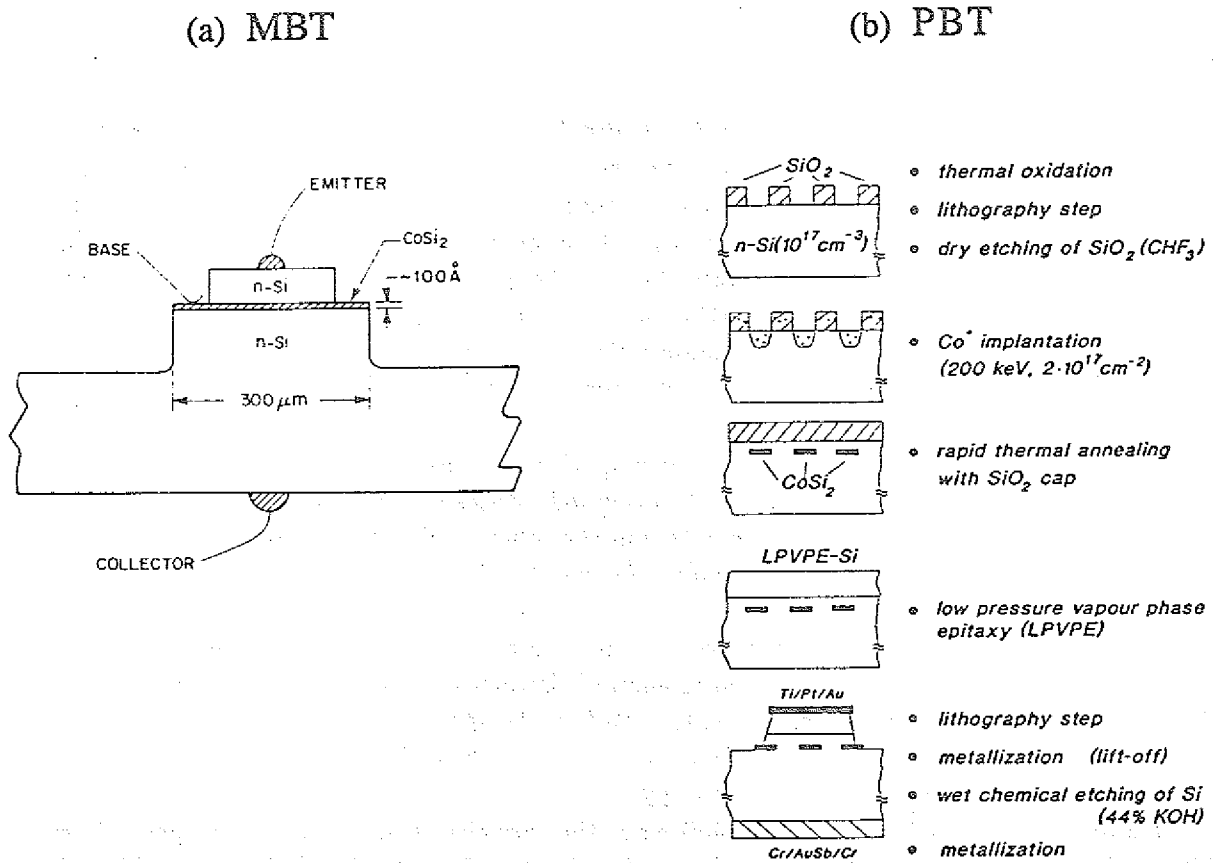 (a) MBT
EMITTER
BASE
CoSi₂
~100Å
n-Si
n-Si
300 μm
COLLECTOR
(b) PBT
SiO₂
n-Si(10¹⁷cm⁻³)
• thermal oxidation
• lithography step
• dry etching of SiO₂ (CHF₃)
• Co⁺ implantation
(200 keV, 2·10¹⁷cm⁻²)
CoSi₂
• rapid thermal annealing
with SiO₂ cap
LPVPE-Si
• low pressure vapour phase
epitaxy (LPVPE)
Ti/Pt/Au
• lithography step
• metallization (lift-off)
• wet chemical etching of Si
(44% KOH)
Cr/AuSb/Cr
• metallization